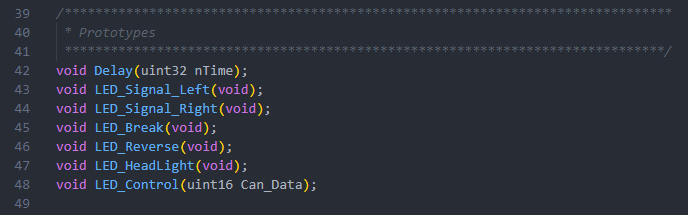 39 /*******************************************************************************
40 * Prototypes
41 ******************************************************************************/
42 void Delay(uint32 nTime);
43 void LED_Signal_Left(void);
44 void LED_Signal_Right(void);
45 void LED_Break(void);
46 void LED_Reverse(void);
47 void LED_HeadLight(void);
48 void LED_Control(uint16 Can_Data);
49